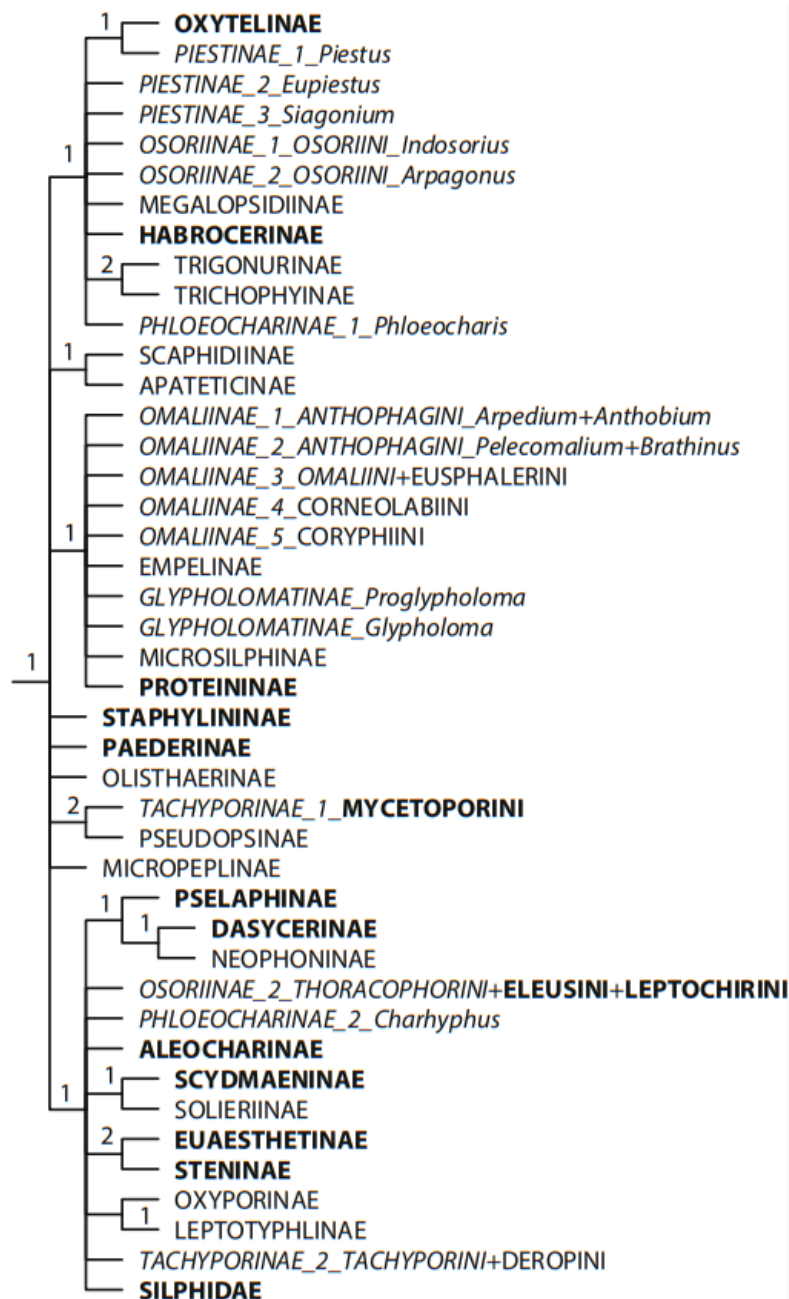 1
OXYTELINAE
PIESTINAE_1_Piestus
PIESTINAE_2_Eupiestus
PIESTINAE_3_Siagonium
1
OSORIINAE_1_OSORIINI_Indosorius
OSORIINAE_2_OSORIINI_Arpagonus
MEGALOPSIDIINAE
HABROCERINAE
2
TRIGONURINAE
TRICHOPHYINAE
PHLOEOCHARINAE_1_Phloeocharis
1
SCAPHIDIINAE
APATETICINAE
OMALIINAE_1_ANTHOPHAGINI_Arpedium+Anthobium
OMALIINAE_2_ANTHOPHAGINI_Pelecomalium+Brathinus
OMALIINAE_3_OMALIINI+EUSPHALERINI
OMALIINAE_4_CORNEOLABIINI
1
OMALIINAE_5_CORYPHIINI
EMPELINAE
GLYPHOLOMATINAE_Proglypholoma
GLYPHOLOMATINAE_Glypholoma
MICROSILPHINAE
1
PROTEININAE
STAPHYLININAE
PAEDERINAE
OLISTHAERINAE
2
TACHYPORINAE_1_MYCETOPORINI
PSEUDOPSINAE
MICROPEPLINAE
1
PSELAPHINAE
1
DASYCERINAE
NEOPHONINAE
OSORIINAE_2_THORACOPHORINI+ELEUSINI+LEPTOCHIRINI
PHLOEOCHARINAE_2_Charhyphus
ALEOCHARINAE
1
SCYDMAENINAE
1
SOLIERIINAE
2
EUAESTHETINAE
STENINAE
OXYPORINAE
1
LEPTOTYPHLINAE
TACHYPORINAE_2_TACHYPORINI+DEROPINI
SILPHIDAE